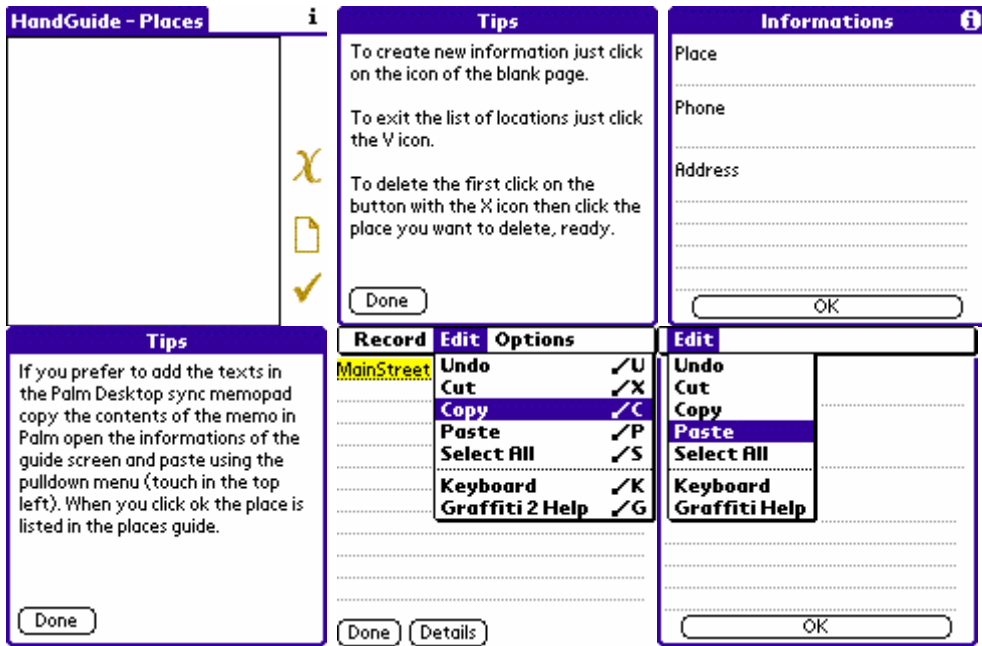 HandGuide - Places
i
Tips
To create new information just click
on the icon of the blank page.
To exit the list of locations just click
the V icon.
To delete the first click on the
button with the X icon then click the
place you want to delete, ready.
Done
Informations
i
Place
Phone
Address
OK
Tips
If you prefer to add the texts in
the Palm Desktop sync memopad
copy the contents of the memo in
Palm open the informations of the
guide screen and paste using the
pulldown menu (touch in the top
left). When you click ok the place is
listed in the places guide.
Done
Record Edit Options
MainStreet
Undo /U
Cut /X
Copy /C
Paste /P
Select All /S
Keyboard /K
Graffiti 2 Help /G
Done Details
Edit
Undo
Cut
Copy
Paste
Select All
Keyboard
Graffiti Help
OK